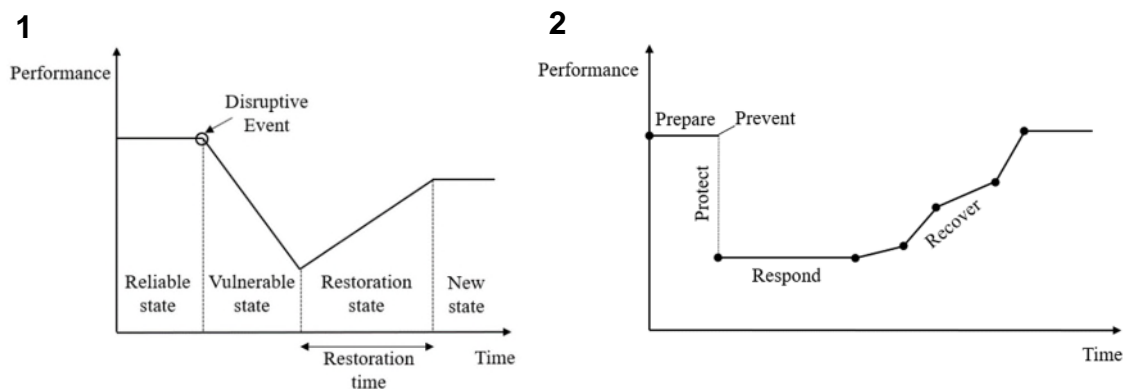 1
Performance
Disruptive
Event
Reliable
state
Vulnerable
state
Restoration
state
New
state
Restoration
time
Time
2
Performance
Prepare
Prevent
Protect
Respond
Recover
Time